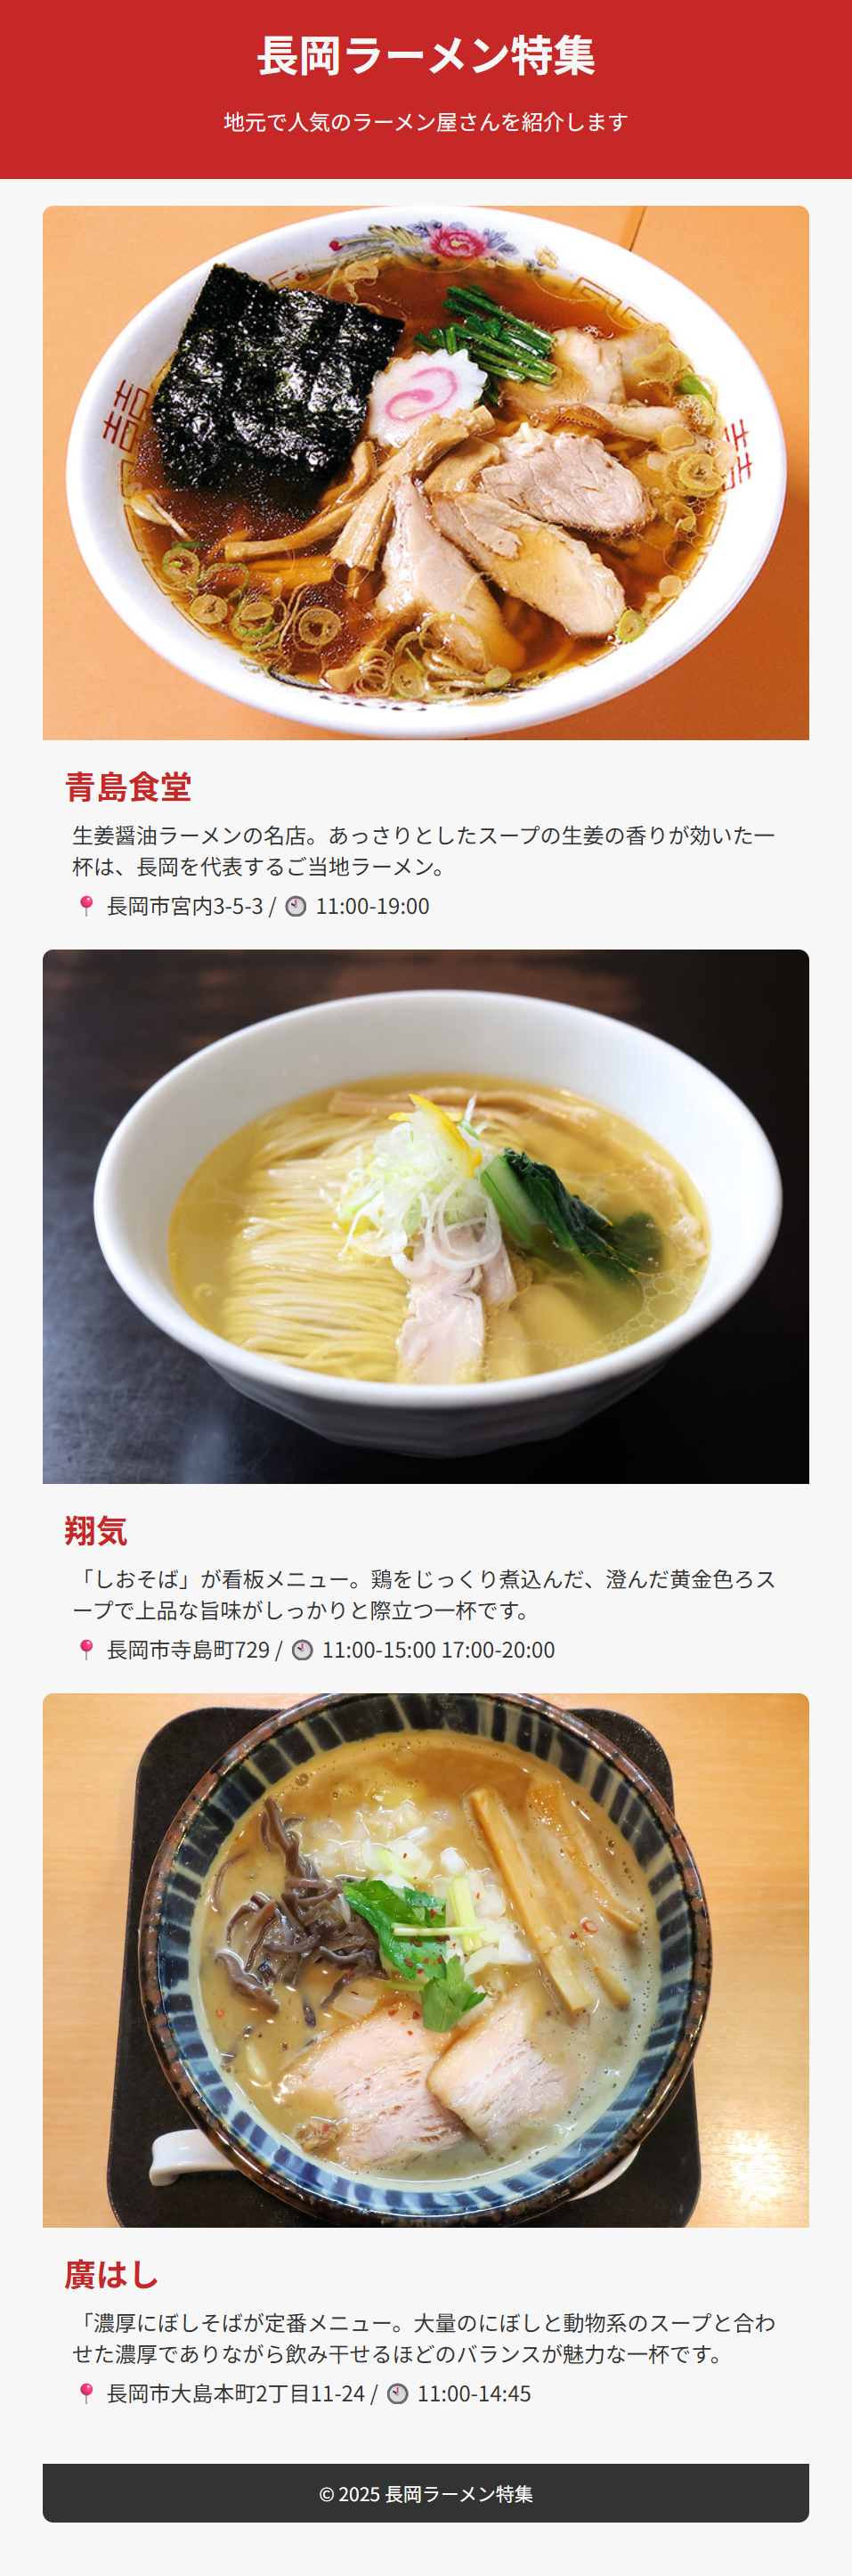 長岡ラーメン特集
地元で人気のラーメン屋さんを紹介します
青島食堂
生姜醤油ラーメンの名店。あっさりとしたスープの生姜の香りが効いた一
杯は、長岡を代表するご当地ラーメン。
📍 長岡市宮内3-5-3 / 🕙 11:00-19:00
翔気
「しおそば」が看板メニュー。鶏をじっくり煮込んだ、澄んだ黄金色ろス
ープで上品な旨味がしっかりと際立つ一杯です。
📍 長岡市寺島町729 / 🕙 11:00-15:00 17:00-20:00
廣はし
「濃厚にぼしそばが定番メニュー。大量のにぼしと動物系のスープと合わ
せた濃厚でありながら飲み干せるほどのバランスが魅力な一杯です。
📍 長岡市大島本町2丁目11-24 / 🕙 11:00-14:45
© 2025 長岡ラーメン特集